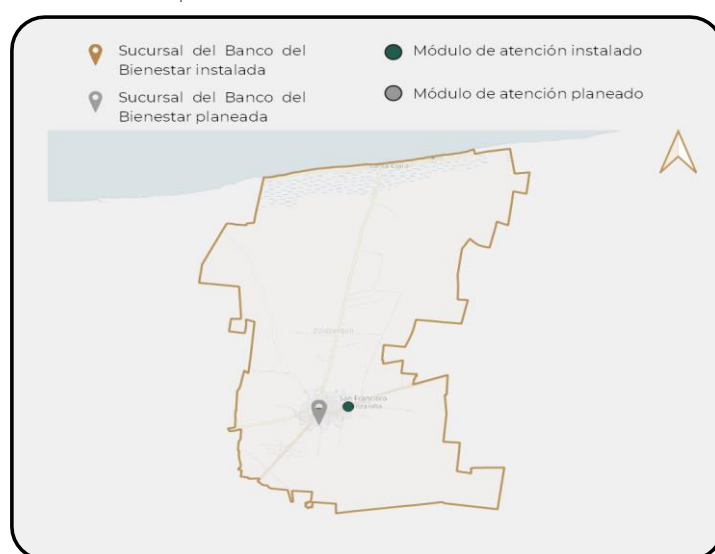 Sucursal del Banco del
Bienestar instalada
Sucursal del Banco del
Bienestar planeada
Módulo de atención instalado
Módulo de atención planeado
Dzidzantún
San Francisco